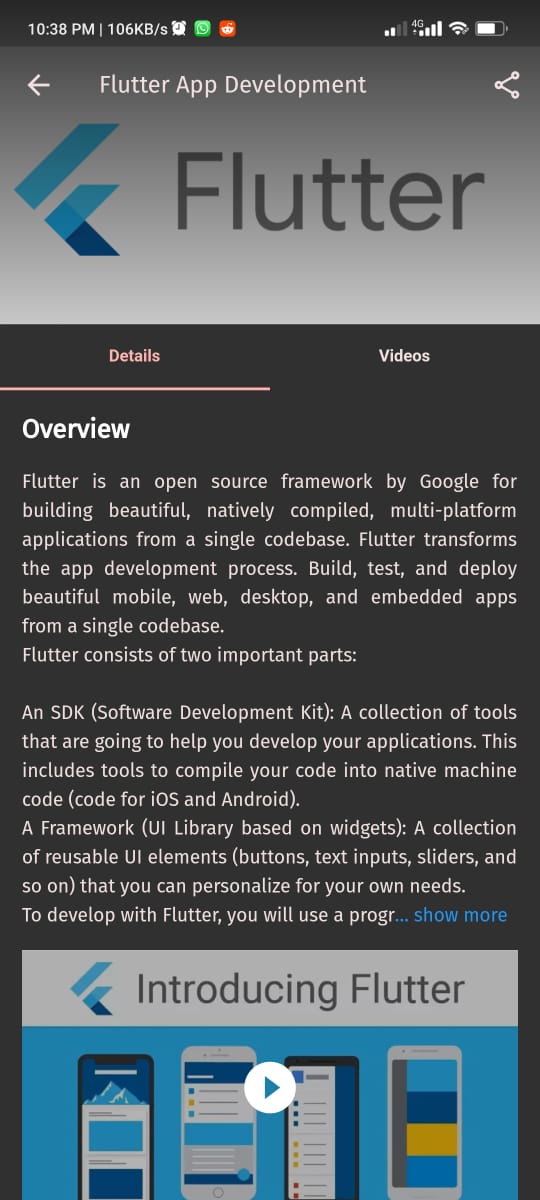 10:38 PM | 106KB/s
4G
Flutter App Development
Flutter
Details
Videos
Overview
Flutter is an open source framework by Google for
building beautiful, natively compiled, multi-platform
applications from a single codebase. Flutter transforms
the app development process. Build, test, and deploy
beautiful mobile, web, desktop, and embedded apps
from a single codebase.
Flutter consists of two important parts:
An SDK (Software Development Kit): A collection of tools
that are going to help you develop your applications. This
includes tools to compile your code into native machine
code (code for iOS and Android).
A Framework (UI Library based on widgets): A collection
of reusable UI elements (buttons, text inputs, sliders, and
so on) that you can personalize for your own needs.
To develop with Flutter, you will use a progr... show more
Introducing Flutter